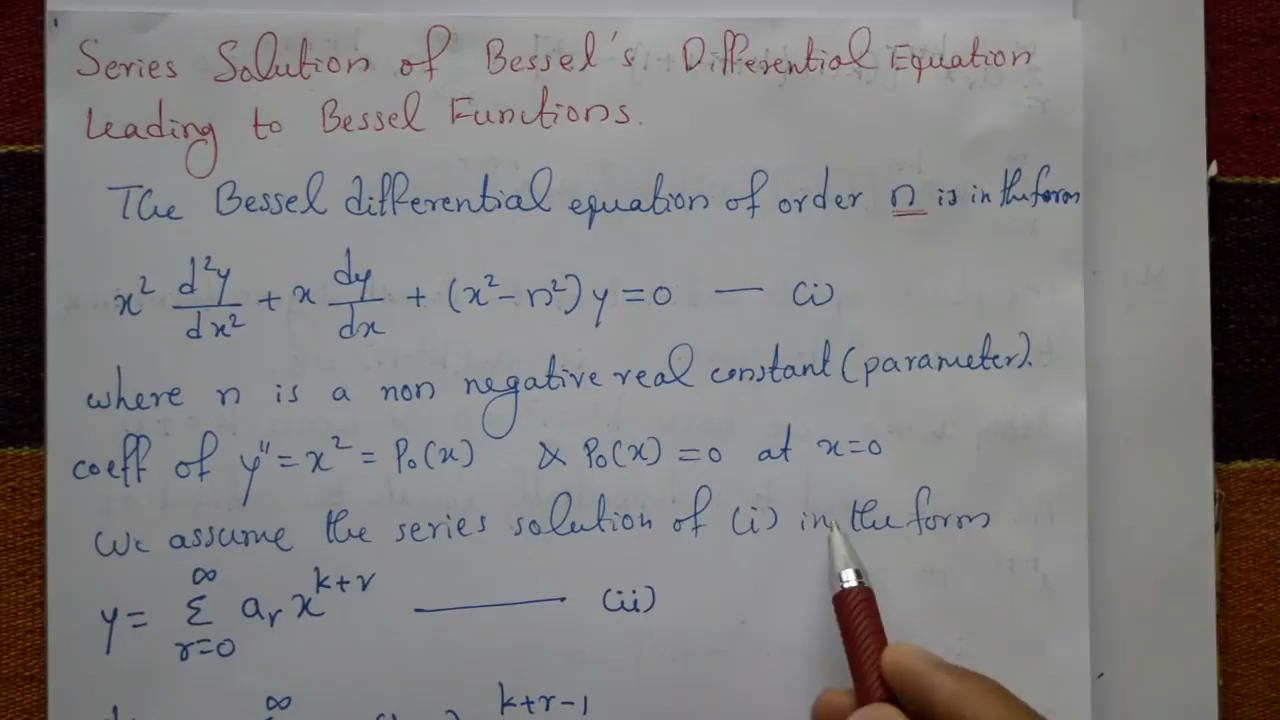 Series Solution of Bessel's Differential Equation
leading to Bessel Functions.
The Bessel differential equation of order n is in the form
x² d²y/dx² + x dy/dx + (x² - n²) y = 0 — (i)
where n is a non negative real constant (parameter).
coeff of y'' = x² = P₀(x) & P₀(x) = 0 at x=0
We assume the series solution of (i) in the form
y = Σ_{r=0}^{∞} a_r x^{k+r} —— (ii)
∞ k+r-1